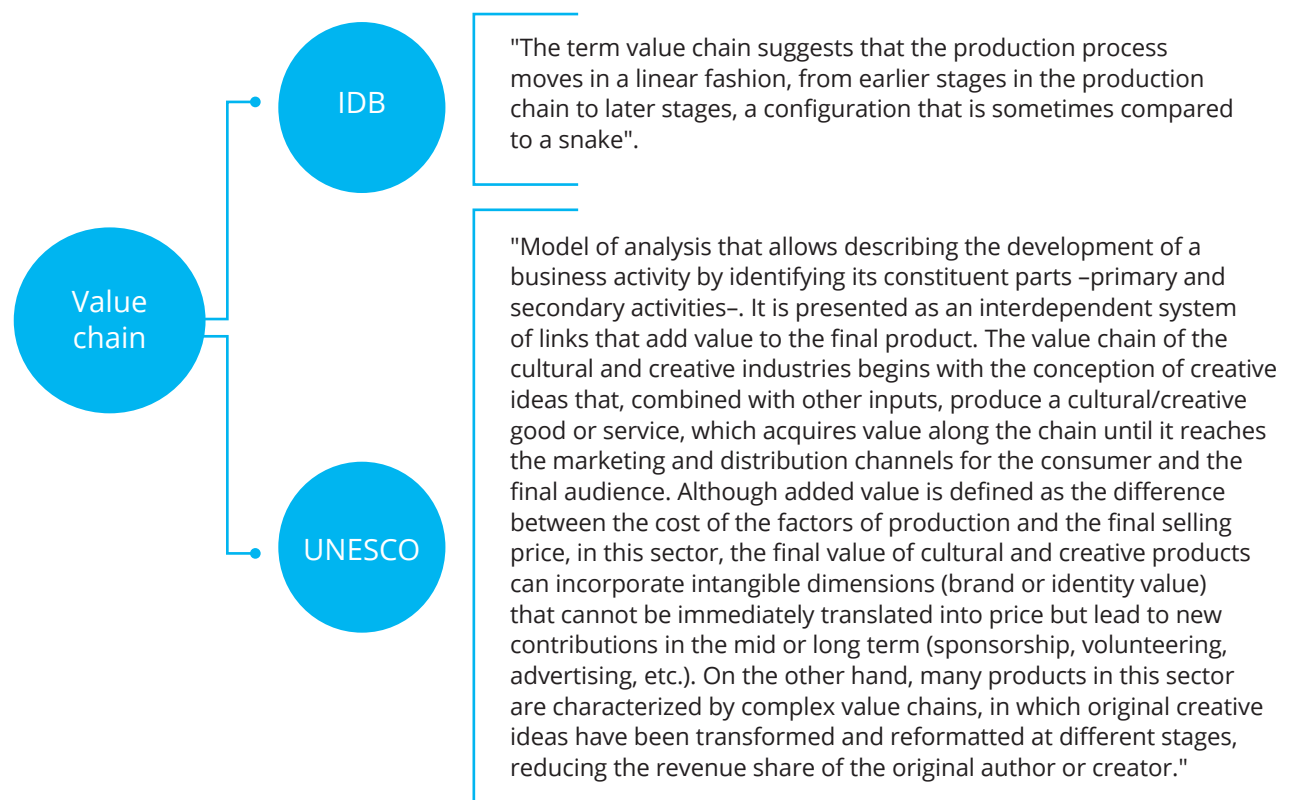 Value
chain
IDB
"The term value chain suggests that the production process
moves in a linear fashion, from earlier stages in the production
chain to later stages, a configuration that is sometimes compared
to a snake".
UNESCO
"Model of analysis that allows describing the development of a
business activity by identifying its constituent parts –primary and
secondary activities–. It is presented as an interdependent system
of links that add value to the final product. The value chain of the
cultural and creative industries begins with the conception of creative
ideas that, combined with other inputs, produce a cultural/creative
good or service, which acquires value along the chain until it reaches
the marketing and distribution channels for the consumer and the
final audience. Although added value is defined as the difference
between the cost of the factors of production and the final selling
price, in this sector, the final value of cultural and creative products
can incorporate intangible dimensions (brand or identity value)
that cannot be immediately translated into price but lead to new
contributions in the mid or long term (sponsorship, volunteering,
advertising, etc.). On the other hand, many products in this sector
are characterized by complex value chains, in which original creative
ideas have been transformed and reformatted at different stages,
reducing the revenue share of the original author or creator."